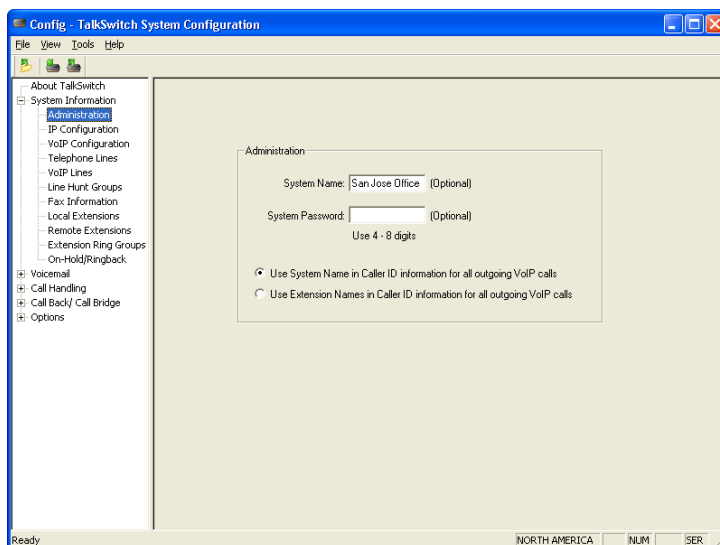 Config - TalkSwitch System Configuration
File View Tools Help
About TalkSwitch
System Information
Administration
IP Configuration
VoIP Configuration
Telephone Lines
VoIP Lines
Line Hunt Groups
Fax Information
Local Extensions
Remote Extensions
Extension Ring Groups
On-Hold/Ringback
Voicemail
Call Handling
Call Back/ Call Bridge
Options
Administration
System Name: San Jose Office (Optional)
System Password: (Optional)
Use 4 - 8 digits
Use System Name in Caller ID information for all outgoing VoIP calls
Use Extension Names in Caller ID information for all outgoing VoIP calls
Ready NORTH AMERICA NUM SER